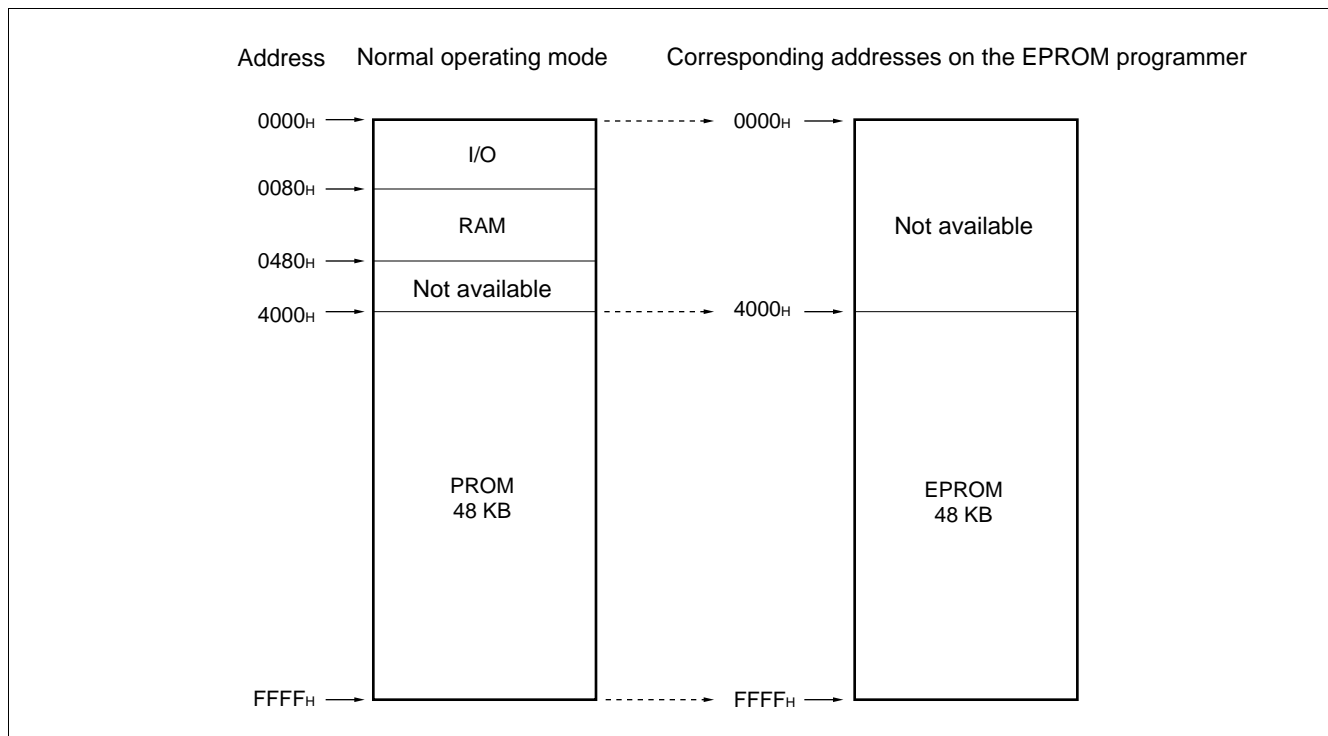 Address Normal operating mode Corresponding addresses on the EPROM programmer
0000H 0000H
I/O
0080H
RAM
Not available
0480H
Not available
4000H 4000H
PROM
48 KB
EPROM
48 KB
FFFFH FFFFH